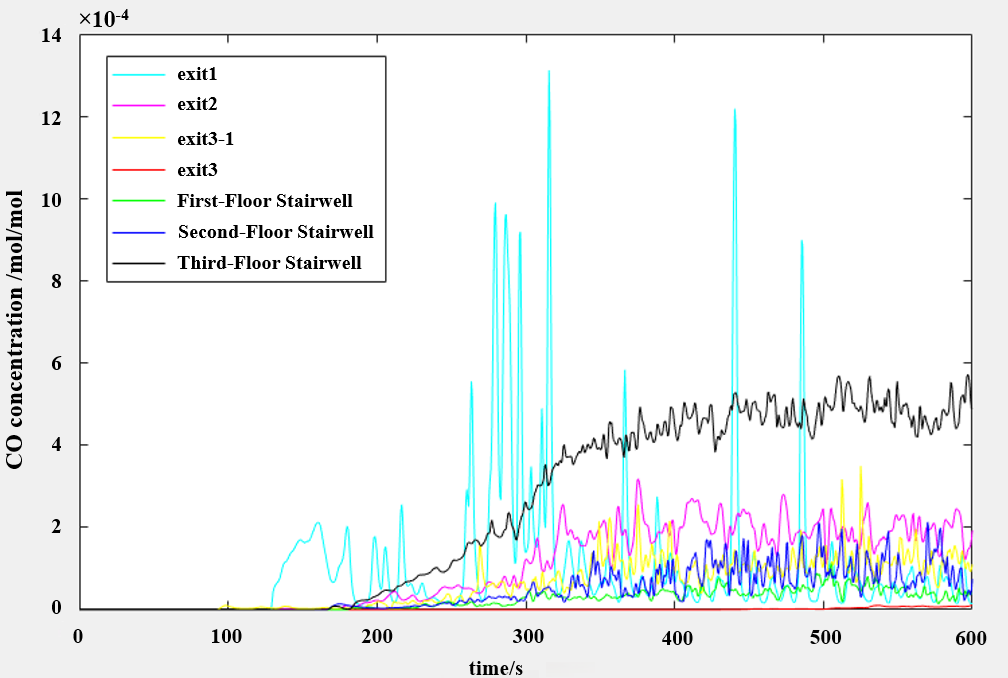 ×10-4
14
12
10
8
6
4
2
0
CO concentration /mol/mol
exit1
exit2
exit3-1
exit3
First-Floor Stairwell
Second-Floor Stairwell
Third-Floor Stairwell
0 100 200 300 400 500 600
time/s